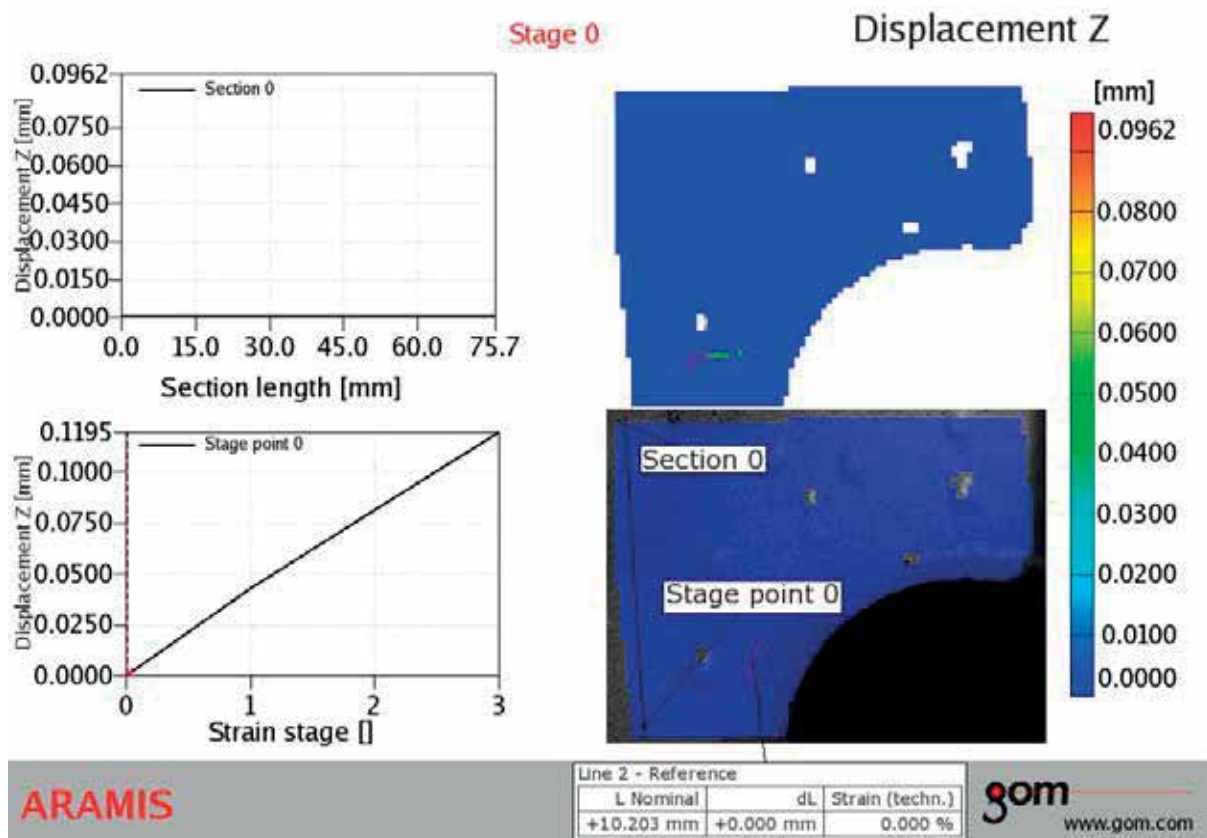 Stage 0
Displacement Z
0.0962
0.0750
0.0600
0.0450
0.0300
0.0150
0.0000
Displacement Z [mm]
Section 0
0.0 15.0 30.0 45.0 60.0 75.7
Section length [mm]
0.1195
0.1000
0.0750
0.0500
0.0250
0.0000
Displacement Z [mm]
Stage point 0
0 1 2 3
Strain stage []
[mm]
0.0962
0.0800
0.0700
0.0600
0.0500
0.0400
0.0300
0.0200
0.0100
0.0000
Section 0
Stage point 0
ARAMIS
Line 2 - Reference
L Nominal dL Strain (techn.)
+10.203 mm +0.000 mm 0.000 %
gom
www.gom.com